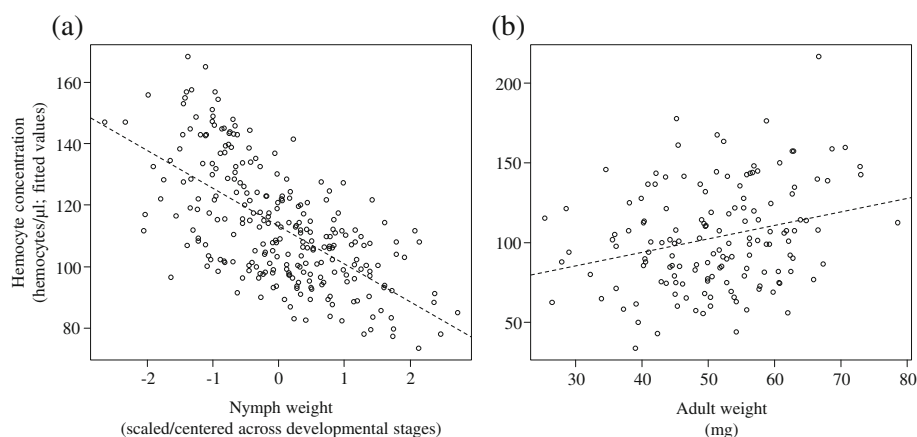 (a)
Hemocyte concentration
(hemocytes/μl; fitted values)
160
140
120
100
80
-2
-1
0
1
2
Nymph weight
(scaled/centered across developmental stages)
(b)
200
150
100
50
30
40
50
60
70
80
Adult weight
(mg)